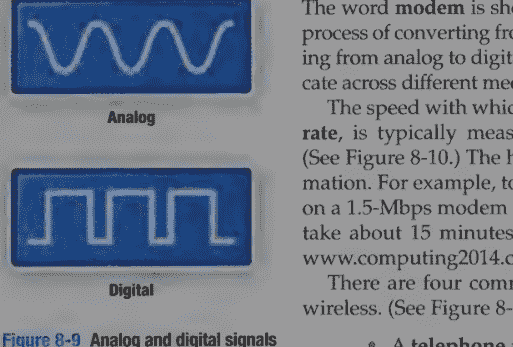 Analog
Digital
Figure 8-9 Analog and digital signals
The word modem is sh
process of converting fro
ing from analog to digit
cate across different med
The speed with whic
rate, is typically meas
(See Figure 8-10.) The h
mation. For example, to
on a 1.5-Mbps modem
take about 15 minutes
www.computing2014.c
There are four comm
wireless. (See Figure 8-
• A telephone